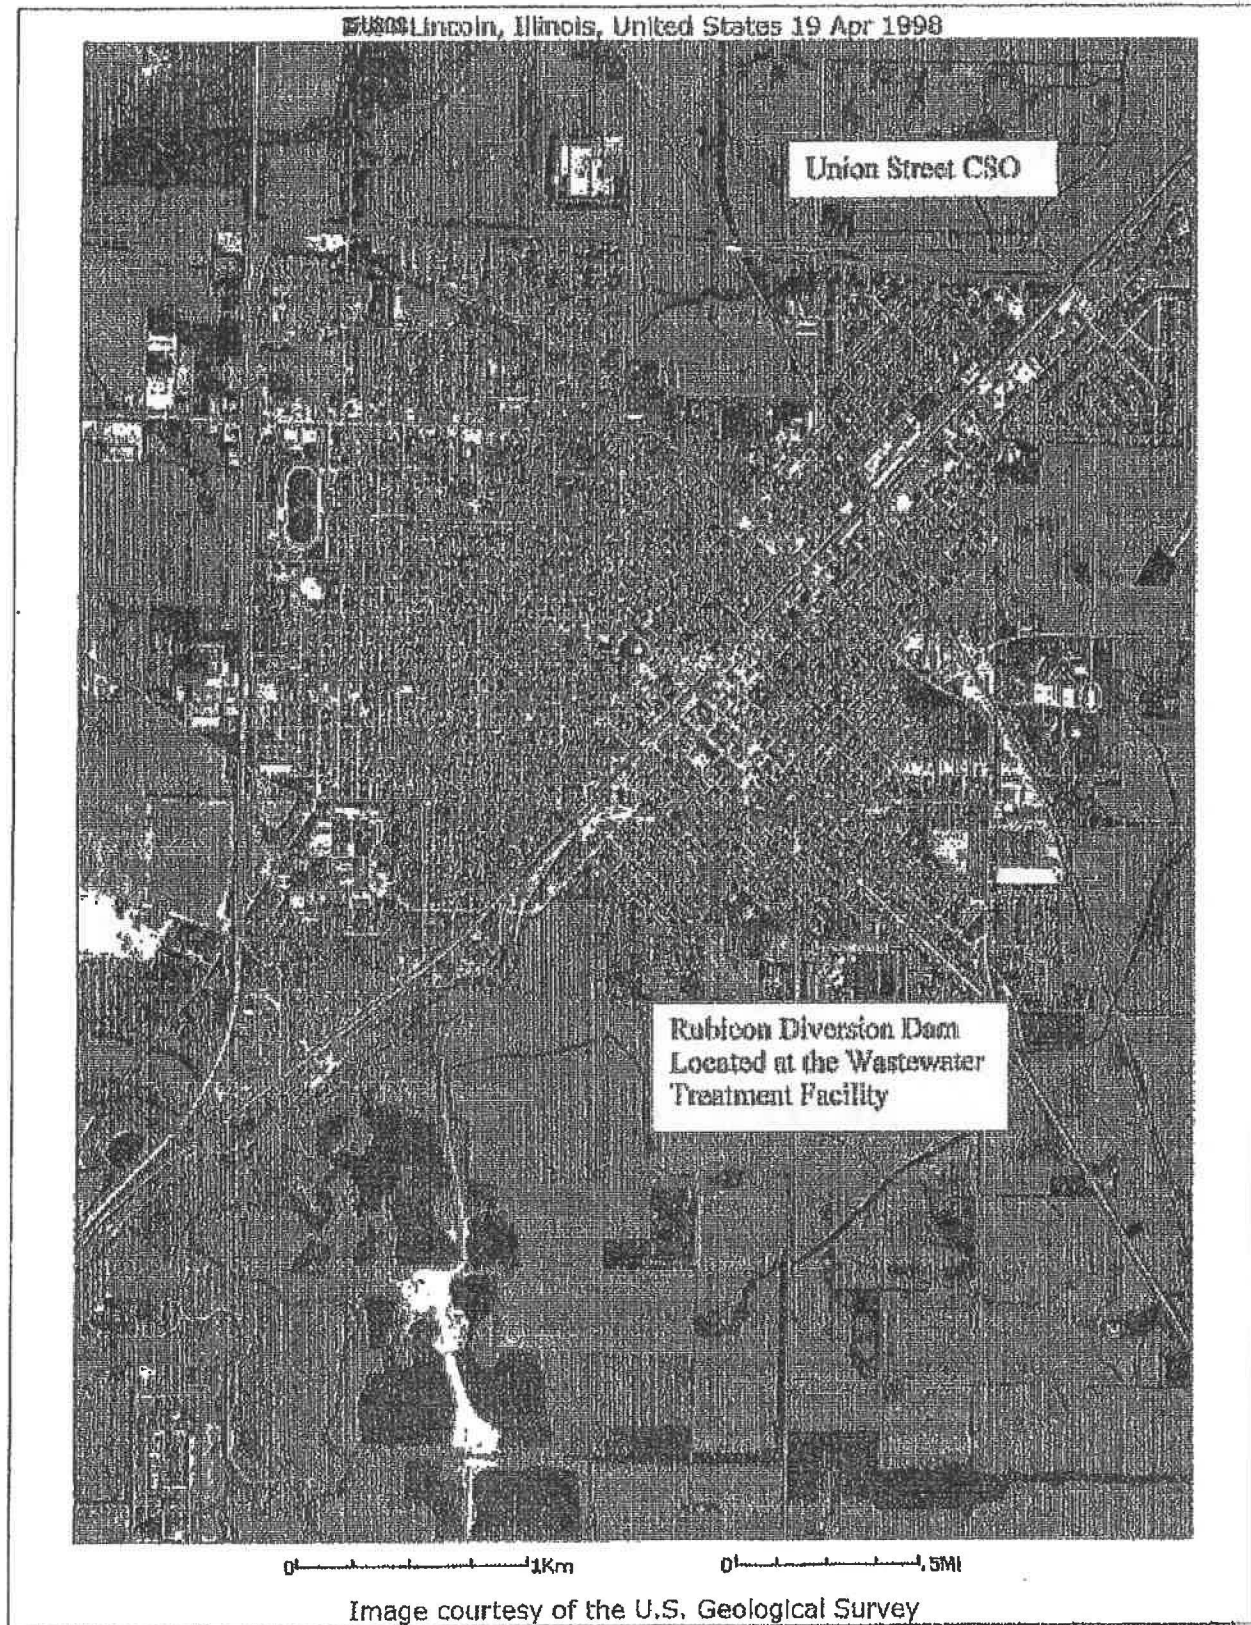 Lincoln, Illinois, United States 19 Apr 1998
Union Street CSO
Rubicon Diversion Dam
Located at the Wastewater
Treatment Facility
0 1Km 0 .5Mi
Image courtesy of the U.S. Geological Survey